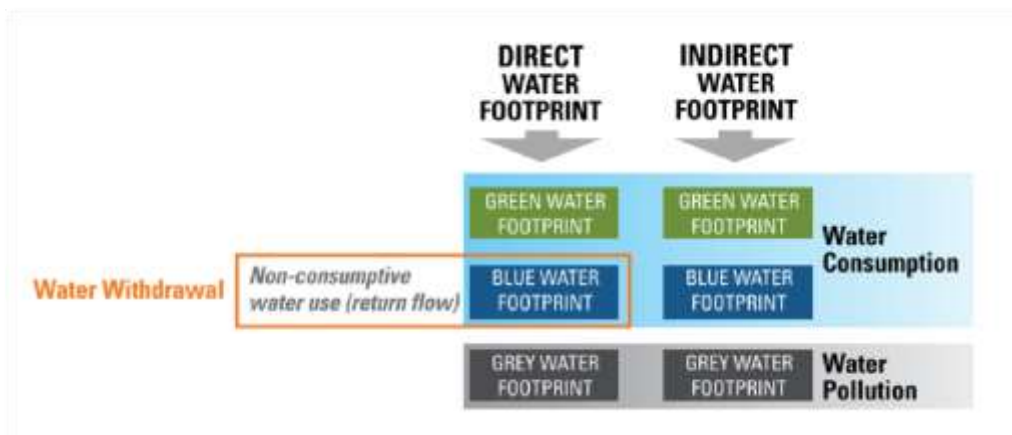 DIRECT
WATER
FOOTPRINT
INDIRECT
WATER
FOOTPRINT
GREEN WATER
FOOTPRINT
GREEN WATER
FOOTPRINT
Water
Consumption
Water Withdrawal
Non-consumptive
water use (return flow)
BLUE WATER
FOOTPRINT
BLUE WATER
FOOTPRINT
GREY WATER
FOOTPRINT
GREY WATER
FOOTPRINT
Water
Pollution